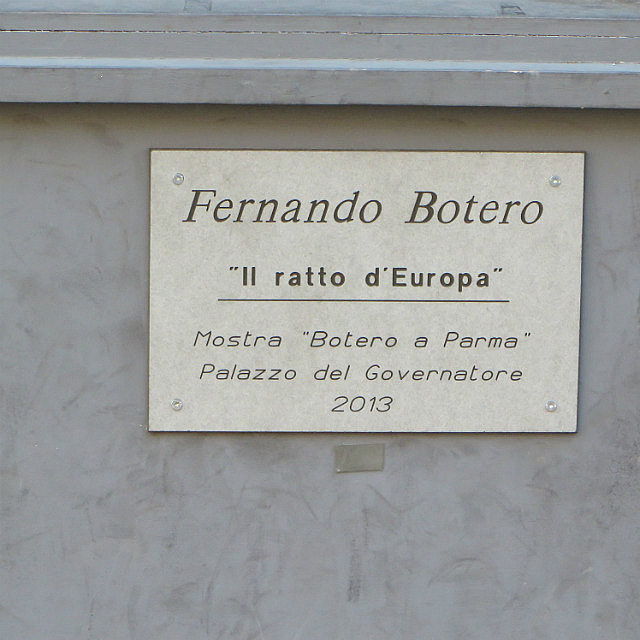 Fernando Botero
"Il ratto d'Europa"
Mostra "Botero a Parma"
Palazzo del Governatore
2013